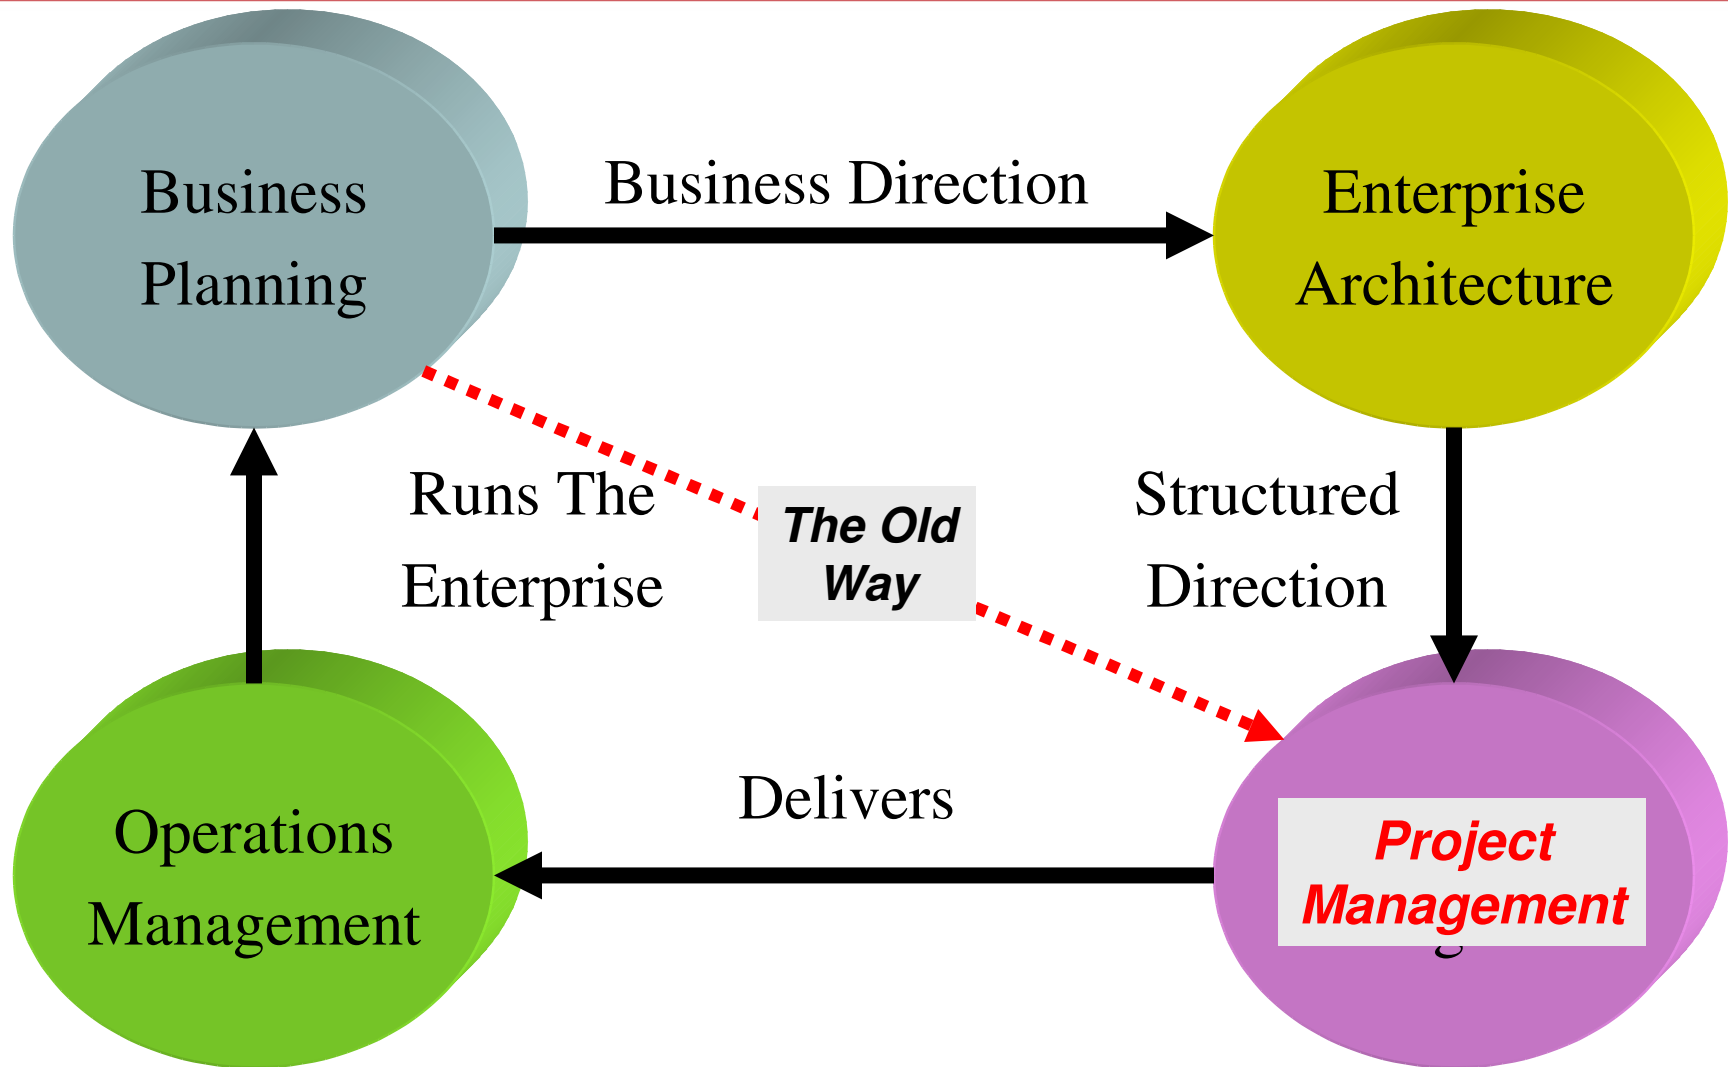 Business
Planning
Business Direction
Enterprise
Architecture
Runs The
Enterprise
The Old
Way
Structured
Direction
Operations
Management
Delivers
Project
Management